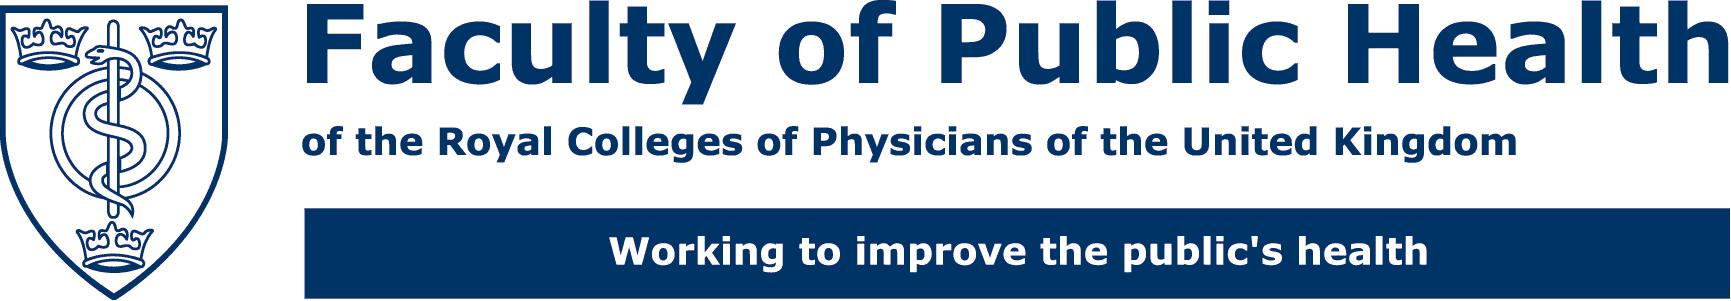 Faculty of Public Health
of the Royal Colleges of Physicians of the United Kingdom
Working to improve the public's health